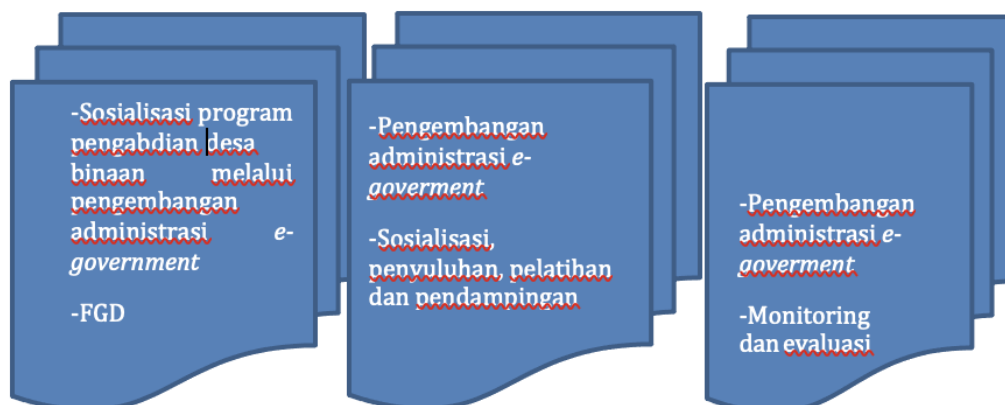 -Sosialisasi program
pengabdian desa
binaan melalui
pengembangan
administrasi e-
government
-FGD
-Pengembangan
administrasi e-
goverment
-Sosialisasi,
penyuluhan, pelatihan
dan pendampingan
-Pengembangan
administrasi e-
goverment
-Monitoring
dan evaluasi